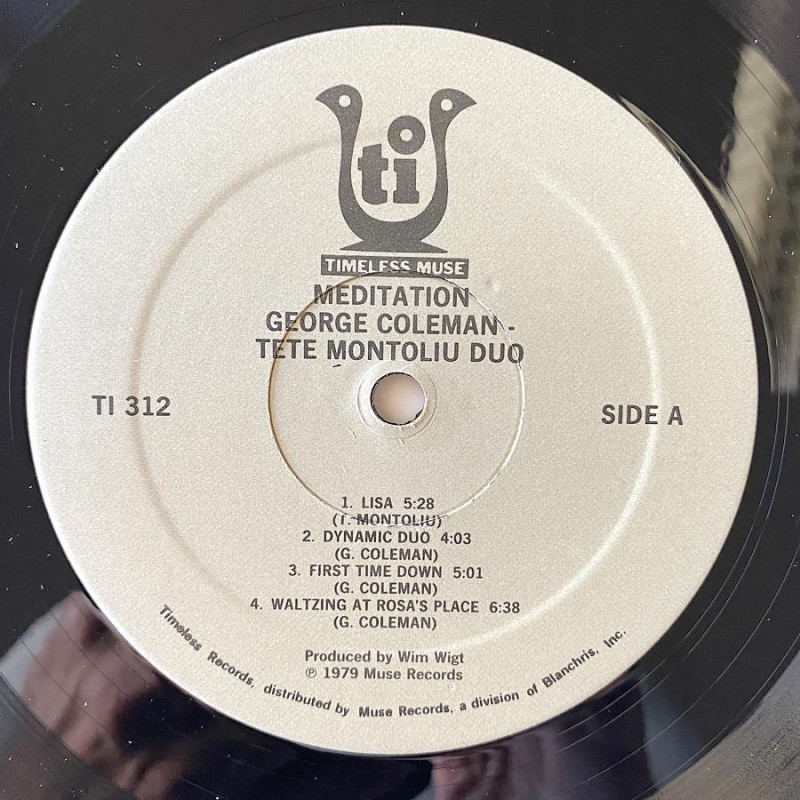 ti
TIMELESS MUSE
MEDITATION
GEORGE COLEMAN -
TETE MONTOLIU DUO
TI 312
SIDE A
1. LISA 5:28
(T. MONTOLIU)
2. DYNAMIC DUO 4:03
(G. COLEMAN)
3. FIRST TIME DOWN 5:01
(G. COLEMAN)
4. WALTZING AT ROSA'S PLACE 6:38
(G. COLEMAN)
Produced by Wim Wigt
℗ 1979 Muse Records
Timeless Records, distributed by Muse Records, a division of Blanchris, Inc.